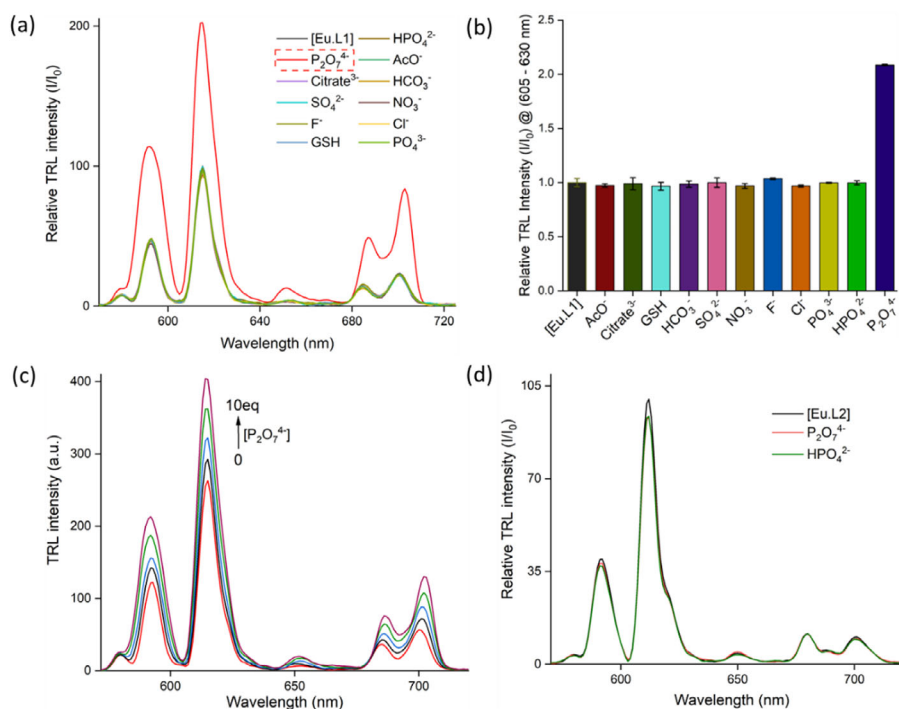 (a)
Relative TRL intensity (I/I₀)
200
100
0
600
640
680
720
Wavelength (nm)
[Eu.L1]
P₂O₇⁴⁻
Citrate³⁻
SO₄²⁻
F⁻
GSH
HPO₄²⁻
AcO⁻
HCO₃⁻
NO₃⁻
Cl⁻
PO₄³⁻
(b)
Relative TRL Intensity (I/I₀) @ (605 - 630 nm)
2.5
2.0
1.5
1.0
0.5
0.0
[Eu.L1]
AcO⁻
Citrate³⁻
GSH
HCO₃⁻
SO₄²⁻
NO₃⁻
F⁻
Cl⁻
PO₄³⁻
HPO₄²⁻
P₂O₇⁴⁻
(c)
TRL intensity (a.u.)
400
300
200
100
0
10eq
[P₂O₇⁴⁻]
0
600
650
700
Wavelength (nm)
(d)
Relative TRL intensity (I/I₀)
105
70
35
0
[Eu.L2]
P₂O₇⁴⁻
HPO₄²⁻
600
650
700
Wavelength (nm)